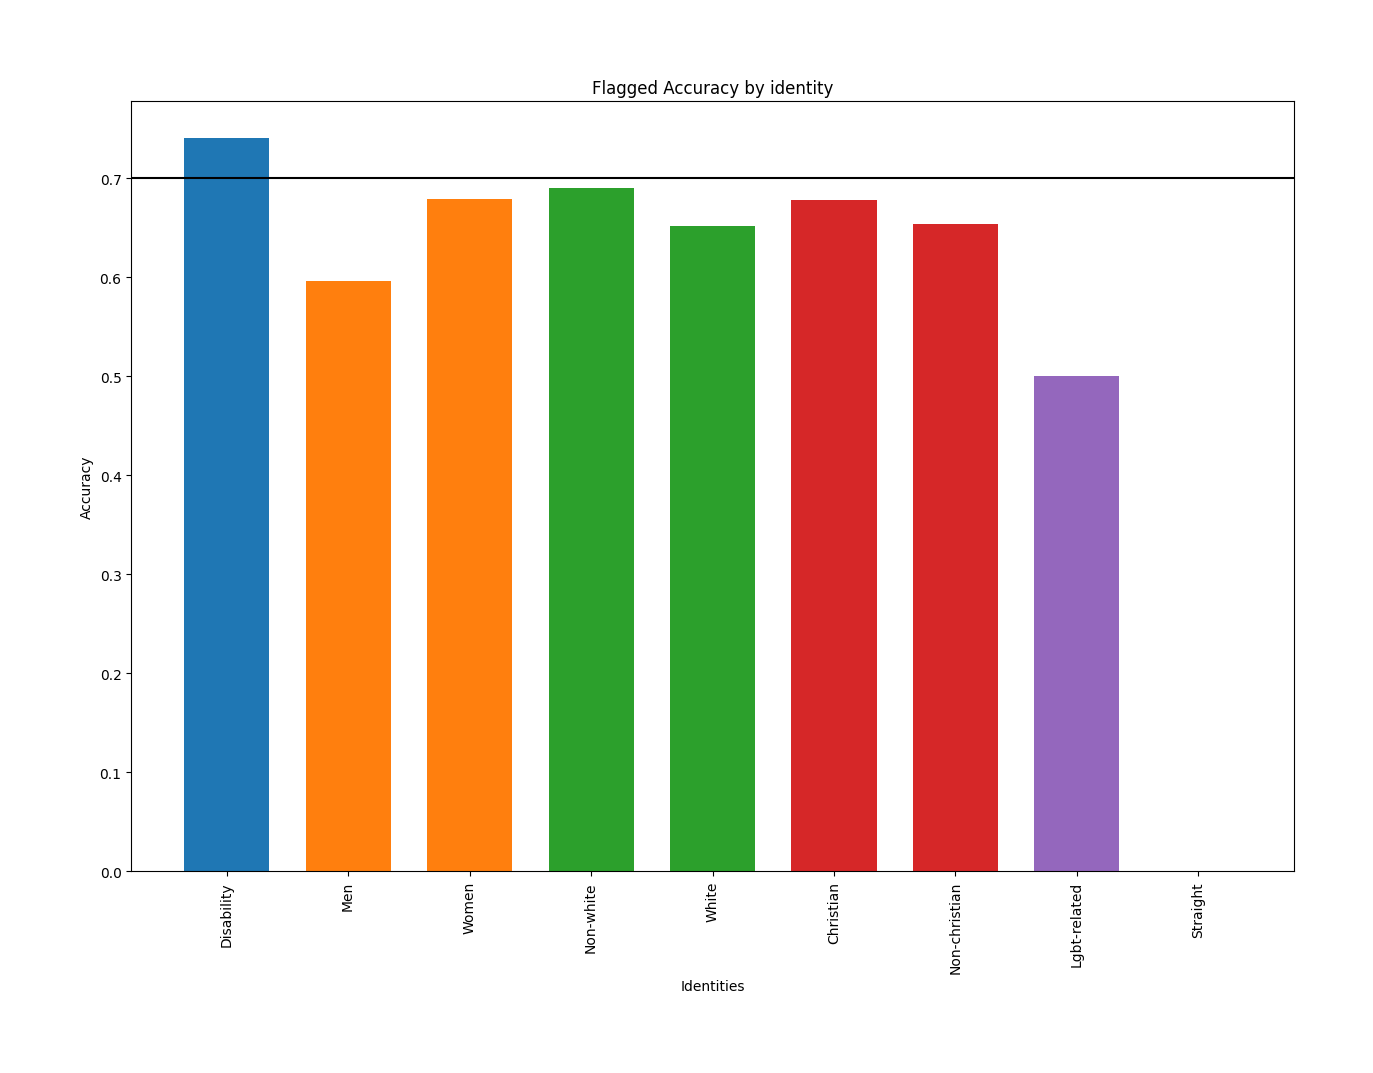 Flagged Accuracy by identity
Accuracy
0.7
0.6
0.5
0.4
0.3
0.2
0.1
0.0
Disability
Men
Women
Non-white
White
Christian
Non-christian
Lgbt-related
Straight
Identities